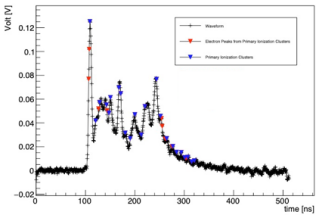 Volt [V]
Waveform
Electron Peaks from Primary Ionization Clusters
Primary Ionization Clusters
0.12
0.1
0.08
0.06
0.04
0.02
0
−0.02
0 100 200 300 400 500
time [ns]